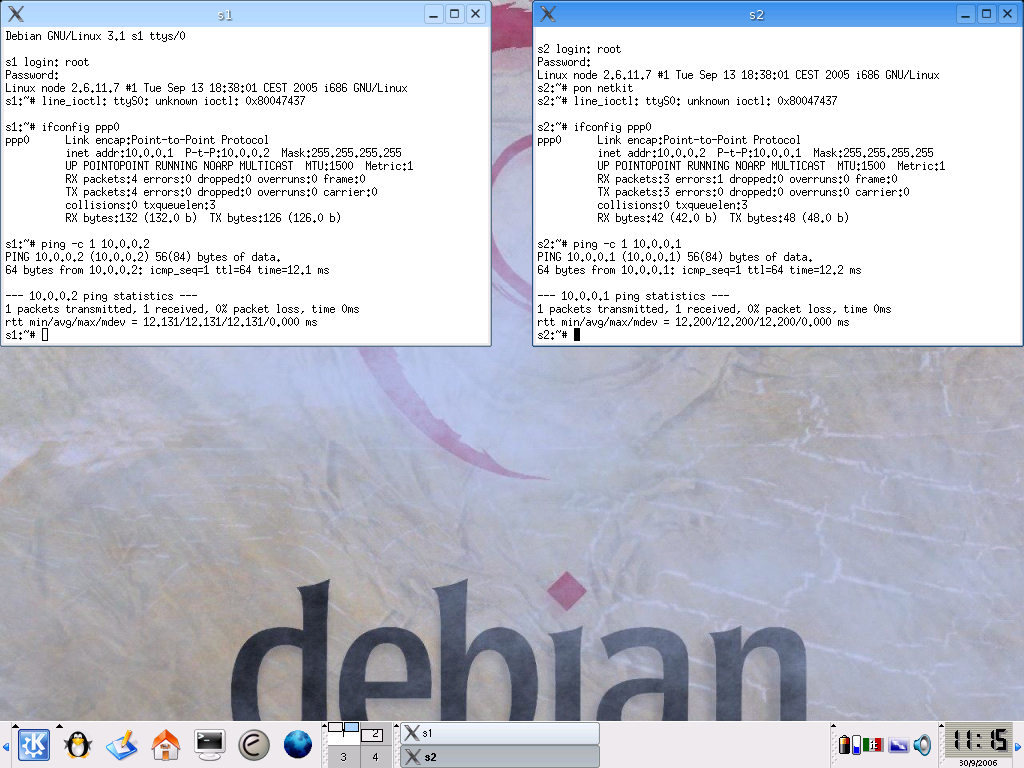 s1
Debian GNU/Linux 3.1 s1 ttys/0
s1 login: root
Password:
Linux node 2.6.11.7 #1 Tue Sep 13 18:38:01 CEST 2005 i686 GNU/Linux
s1:~# line_ioctl: ttyS0: unknown ioctl: 0x80047437
s1:~# ifconfig ppp0
ppp0 Link encap:Point-to-Point Protocol
inet addr:10.0.0.1 P-t-P:10.0.0.2 Mask:255.255.255.255
UP POINTOPOINT RUNNING NOARP MULTICAST MTU:1500 Metric:1
RX packets:4 errors:0 dropped:0 overruns:0 frame:0
TX packets:4 errors:0 dropped:0 overruns:0 carrier:0
collisions:0 txqueuelen:3
RX bytes:132 (132.0 b) TX bytes:126 (126.0 b)
s1:~# ping -c 1 10.0.0.2
PING 10.0.0.2 (10.0.0.2) 56(84) bytes of data.
64 bytes from 10.0.0.2: icmp_seq=1 ttl=64 time=12.1 ms
--- 10.0.0.2 ping statistics ---
1 packets transmitted, 1 received, 0% packet loss, time 0ms
rtt min/avg/max/mdev = 12.131/12.131/12.131/0.000 ms
s1:~#
s2
s2 login: root
Password:
Linux node 2.6.11.7 #1 Tue Sep 13 18:38:01 CEST 2005 i686 GNU/Linux
s2:~# pon netkit
s2:~# line_ioctl: ttyS0: unknown ioctl: 0x80047437
s2:~# ifconfig ppp0
ppp0 Link encap:Point-to-Point Protocol
inet addr:10.0.0.2 P-t-P:10.0.0.1 Mask:255.255.255.255
UP POINTOPOINT RUNNING NOARP MULTICAST MTU:1500 Metric:1
RX packets:3 errors:1 dropped:0 overruns:0 frame:0
TX packets:3 errors:0 dropped:0 overruns:0 carrier:0
collisions:0 txqueuelen:3
RX bytes:42 (42.0 b) TX bytes:48 (48.0 b)
s2:~# ping -c 1 10.0.0.1
PING 10.0.0.1 (10.0.0.1) 56(84) bytes of data.
64 bytes from 10.0.0.1: icmp_seq=1 ttl=64 time=12.2 ms
--- 10.0.0.1 ping statistics ---
1 packets transmitted, 1 received, 0% packet loss, time 0ms
rtt min/avg/max/mdev = 12.200/12.200/12.200/0.000 ms
s2:~#
debian
1 2
3 4
s1
s2
it
11:15
30/9/2006